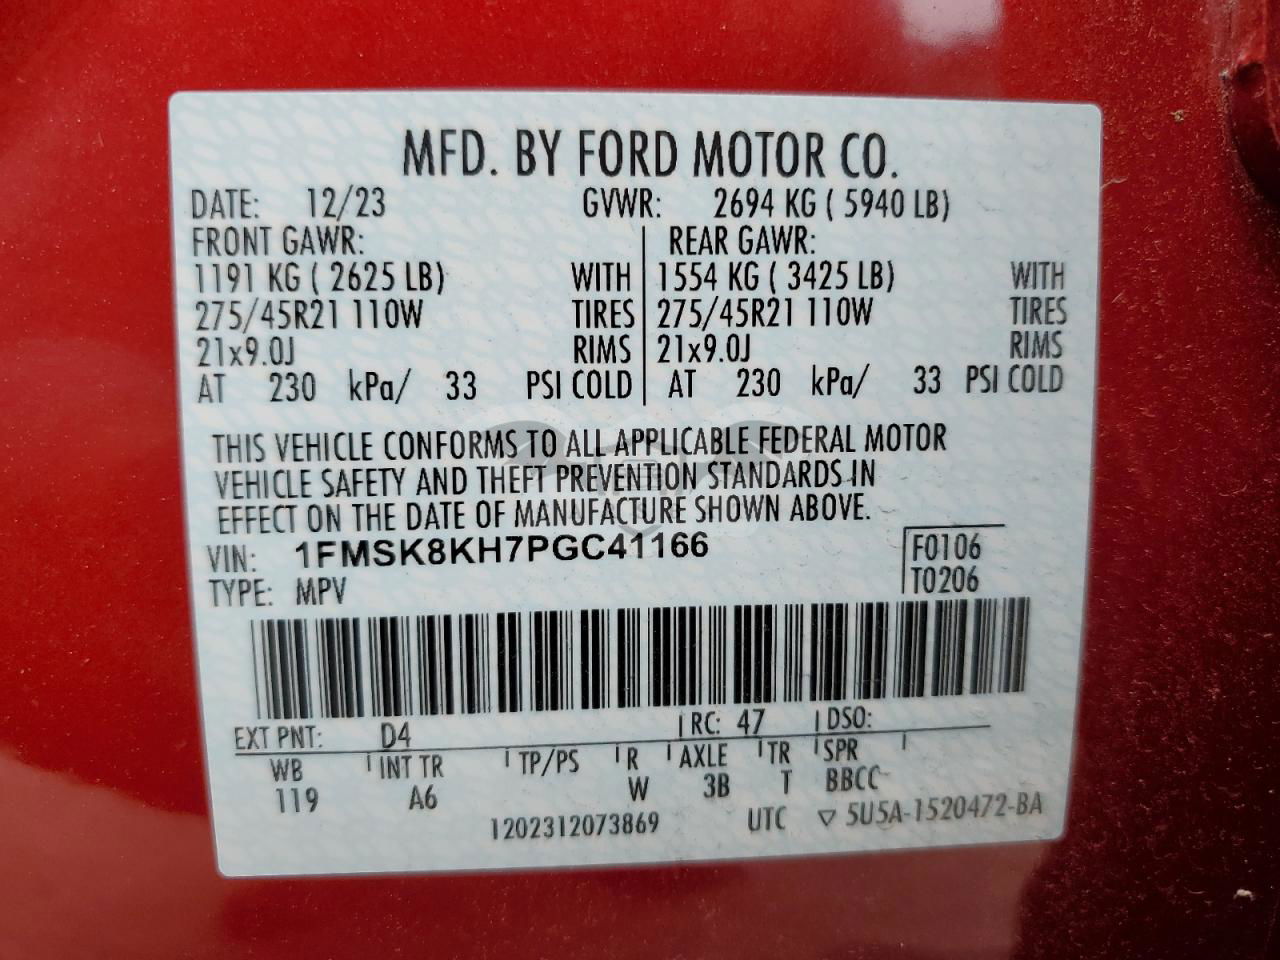 MFD. BY FORD MOTOR CO.
DATE: 12/23 GVWR: 2694 KG ( 5940 LB)
FRONT GAWR: REAR GAWR:
1191 KG ( 2625 LB) WITH 1554 KG ( 3425 LB) WITH
275/45R21 110W TIRES 275/45R21 110W TIRES
21x9.0J RIMS 21x9.0J RIMS
AT 230 kPa/ 33 PSI COLD AT 230 kPa/ 33 PSI COLD
THIS VEHICLE CONFORMS TO ALL APPLICABLE FEDERAL MOTOR
VEHICLE SAFETY AND THEFT PREVENTION STANDARDS IN
EFFECT ON THE DATE OF MANUFACTURE SHOWN ABOVE.
VIN: 1FMSK8KH7PGC41166 F0106
TYPE: MPV T0206
EXT PNT: D4 RC: 47 DSO:
WB INT TR TP/PS R AXLE TR SPR
119 A6 W 3B T BBCC
1202312073869 UTC ▽ 5U5A-1520472-BA